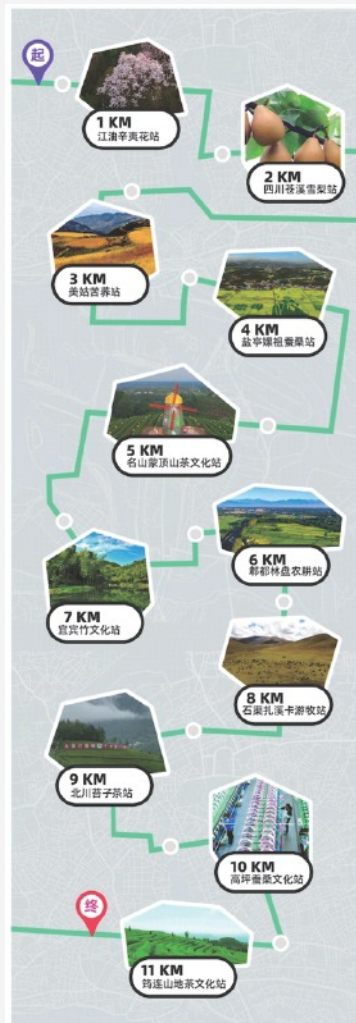 起
1 KM
江油辛夷花站
2 KM
四川苍溪雪梨站
3 KM
美姑苦荞站
4 KM
盐亭嫘祖蚕桑站
5 KM
名山蒙顶山茶文化站
6 KM
郫都林盘农耕站
7 KM
宜宾竹文化站
8 KM
石渠扎溪卡游牧站
9 KM
北川苔子茶站
10 KM
高坪蚕桑文化站
终
11 KM
筠连山地茶文化站